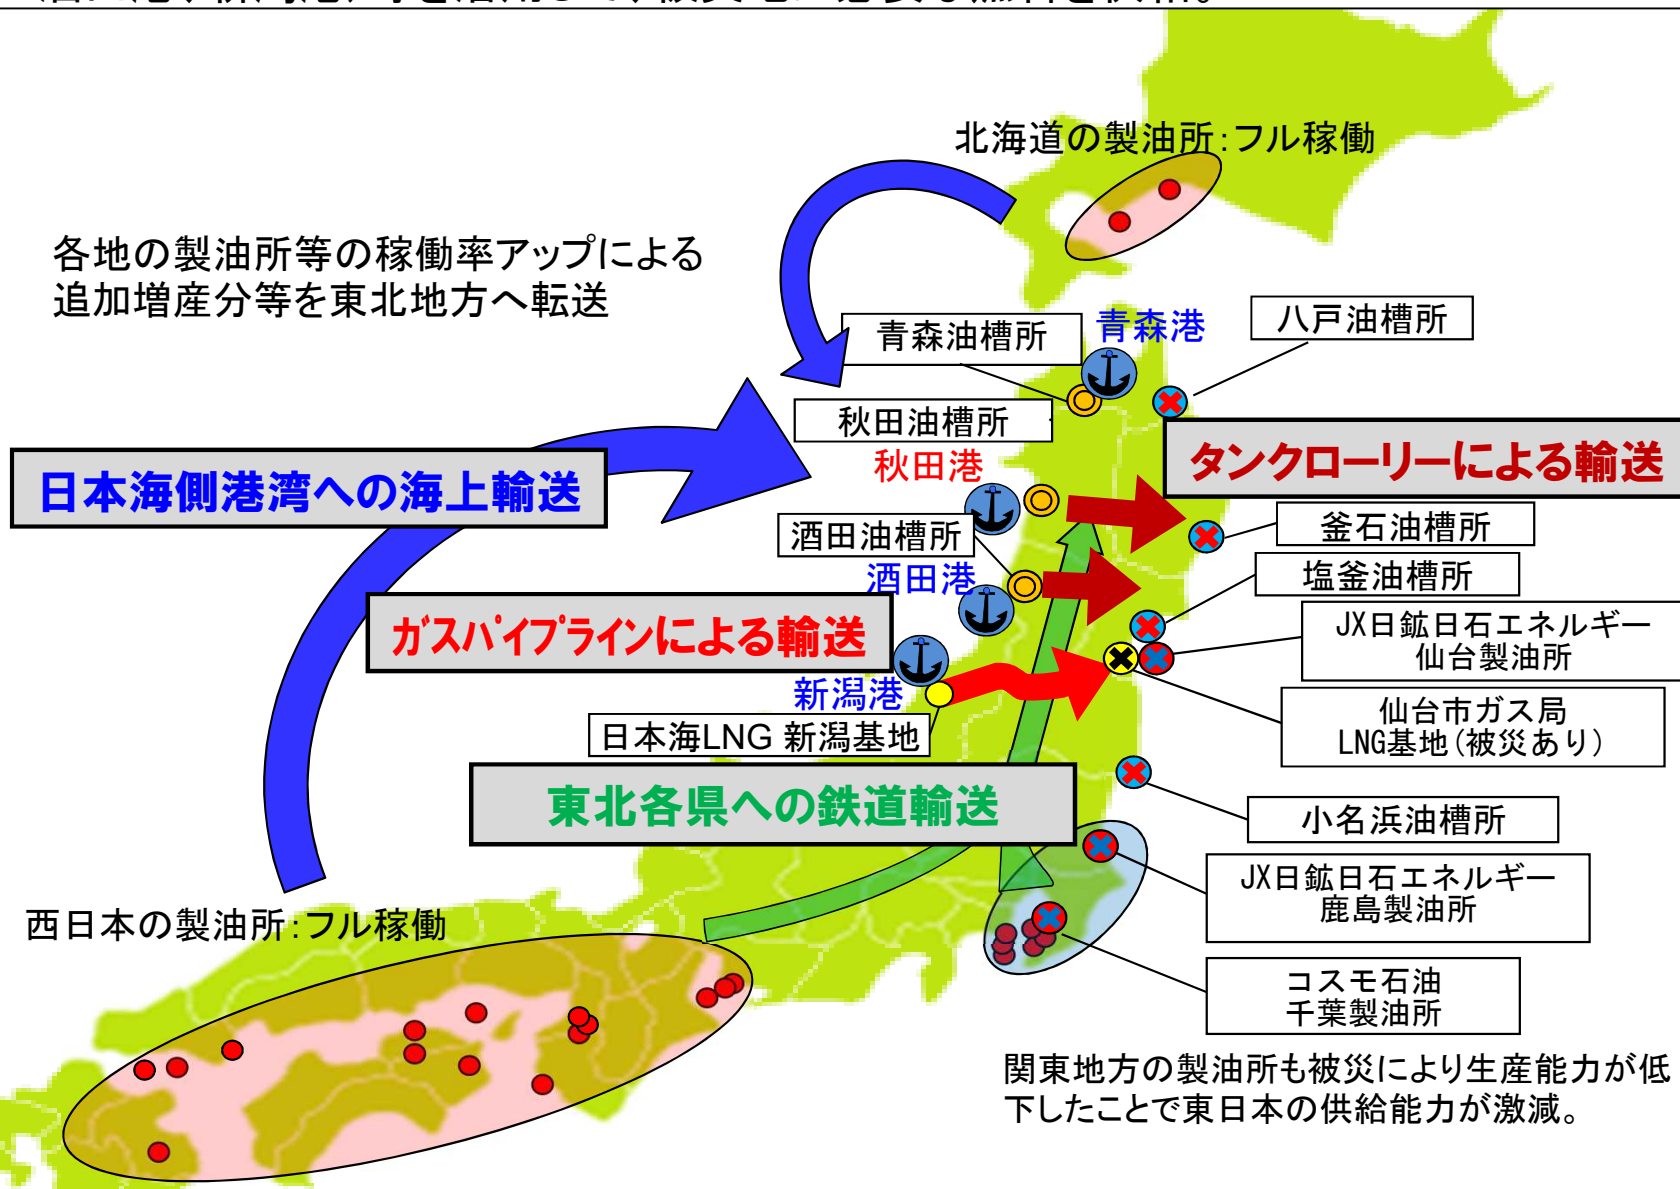 北海道の製油所：フル稼働
各地の製油所等の稼働率アップによる
追加増産分等を東北地方へ転送
青森油槽所
青森港
八戸油槽所
秋田油槽所
秋田港
タンクローリーによる輸送
日本海側港湾への海上輸送
釜石油槽所
酒田油槽所
酒田港
塩釜油槽所
ガスパイプラインによる輸送
JX日鉱日石エネルギー
仙台製油所
新潟港
日本海LNG 新潟基地
仙台市ガス局
LNG基地（被災あり）
東北各県への鉄道輸送
小名浜油槽所
JX日鉱日石エネルギー
鹿島製油所
西日本の製油所：フル稼働
コスモ石油
千葉製油所
関東地方の製油所も被災により生産能力が低
下したことで東日本の供給能力が激減。